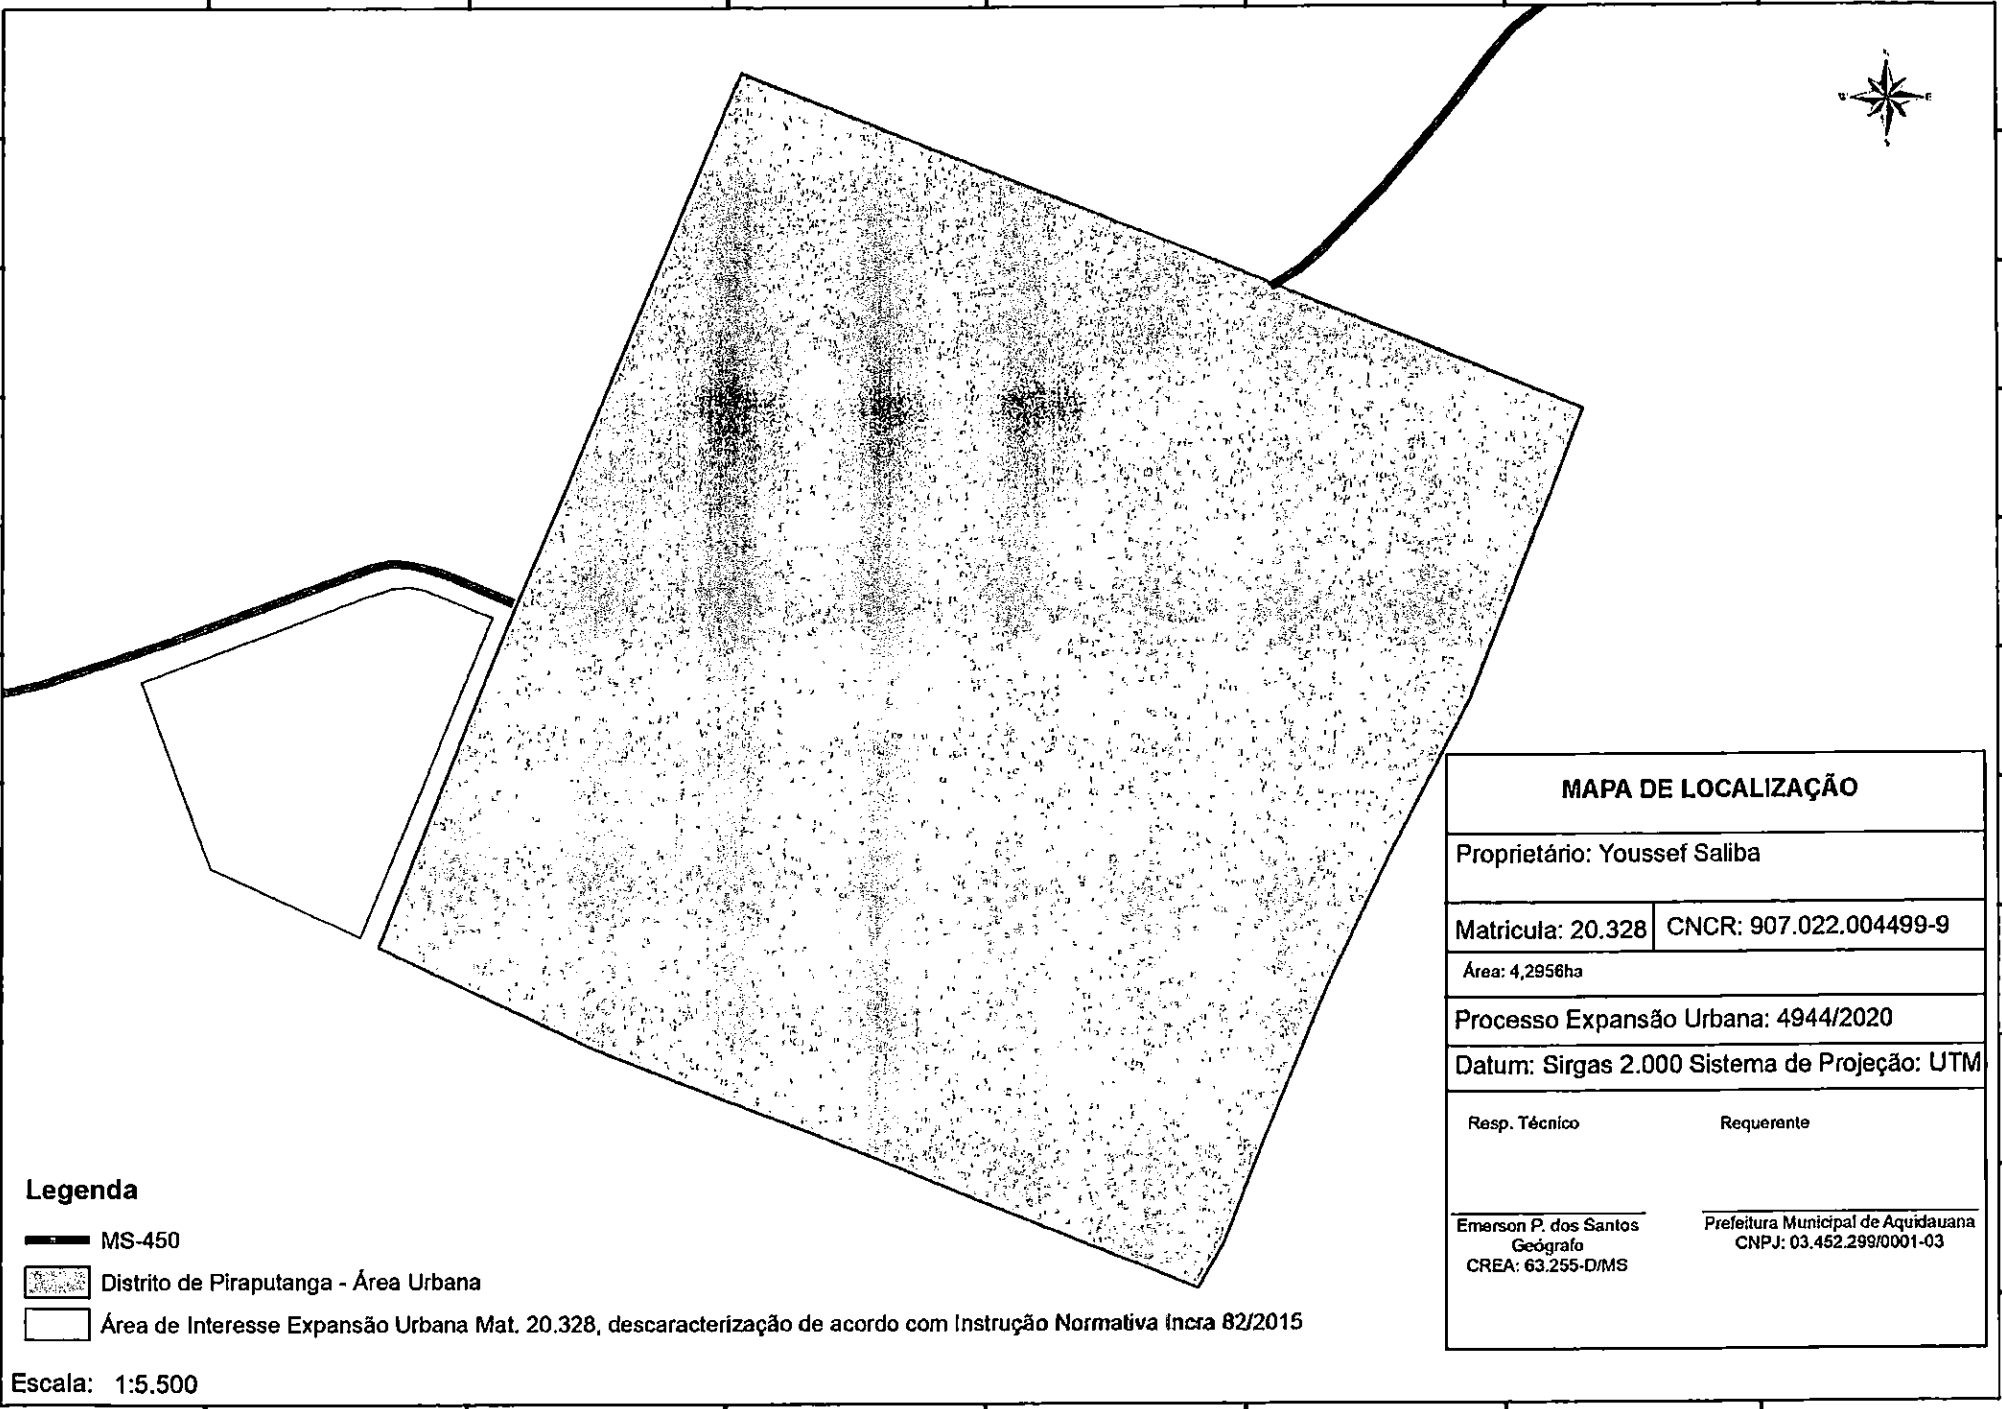 W E
MAPA DE LOCALIZAÇÃO
Proprietário: Youssef Saliba
Matricula: 20.328 CNCR: 907.022.004499-9
Área: 4,2956ha
Processo Expansão Urbana: 4944/2020
Datum: Sirgas 2.000 Sistema de Projeção: UTM
Resp. Técnico Requerente
Emerson P. dos Santos
Geógrafo
CREA: 63.255-D/MS
Prefeitura Municipal de Aquidauana
CNPJ: 03.452.299/0001-03
Legenda
MS-450
Distrito de Piraputanga - Área Urbana
Área de Interesse Expansão Urbana Mat. 20.328, descaracterização de acordo com Instrução Normativa Incra 82/2015
Escala: 1:5.500